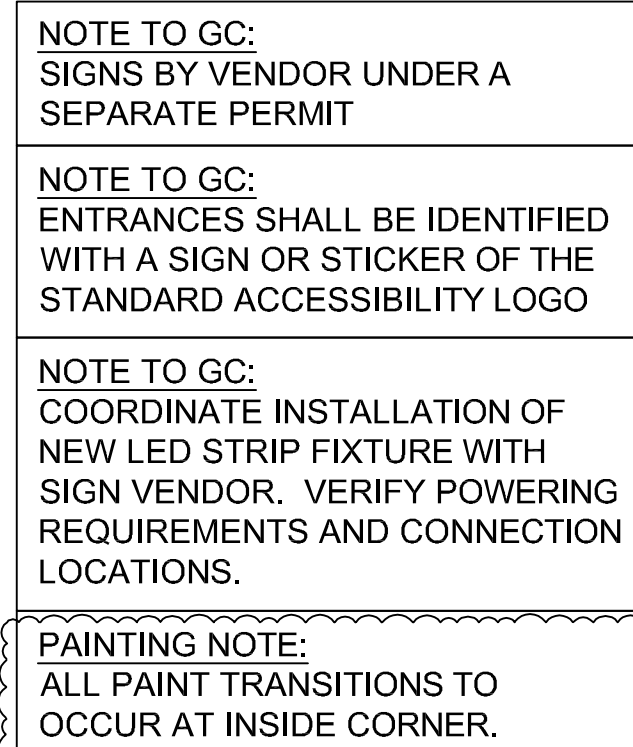 NOTE TO GC:
SIGNS BY VENDOR UNDER A
SEPARATE PERMIT
NOTE TO GC:
ENTRANCES SHALL BE IDENTIFIED
WITH A SIGN OR STICKER OF THE
STANDARD ACCESSIBILITY LOGO
NOTE TO GC:
COORDINATE INSTALLATION OF
NEW LED STRIP FIXTURE WITH
SIGN VENDOR.  VERIFY POWERING
REQUIREMENTS AND CONNECTION
LOCATIONS.
PAINTING NOTE:
ALL PAINT TRANSITIONS TO
OCCUR AT INSIDE CORNER.